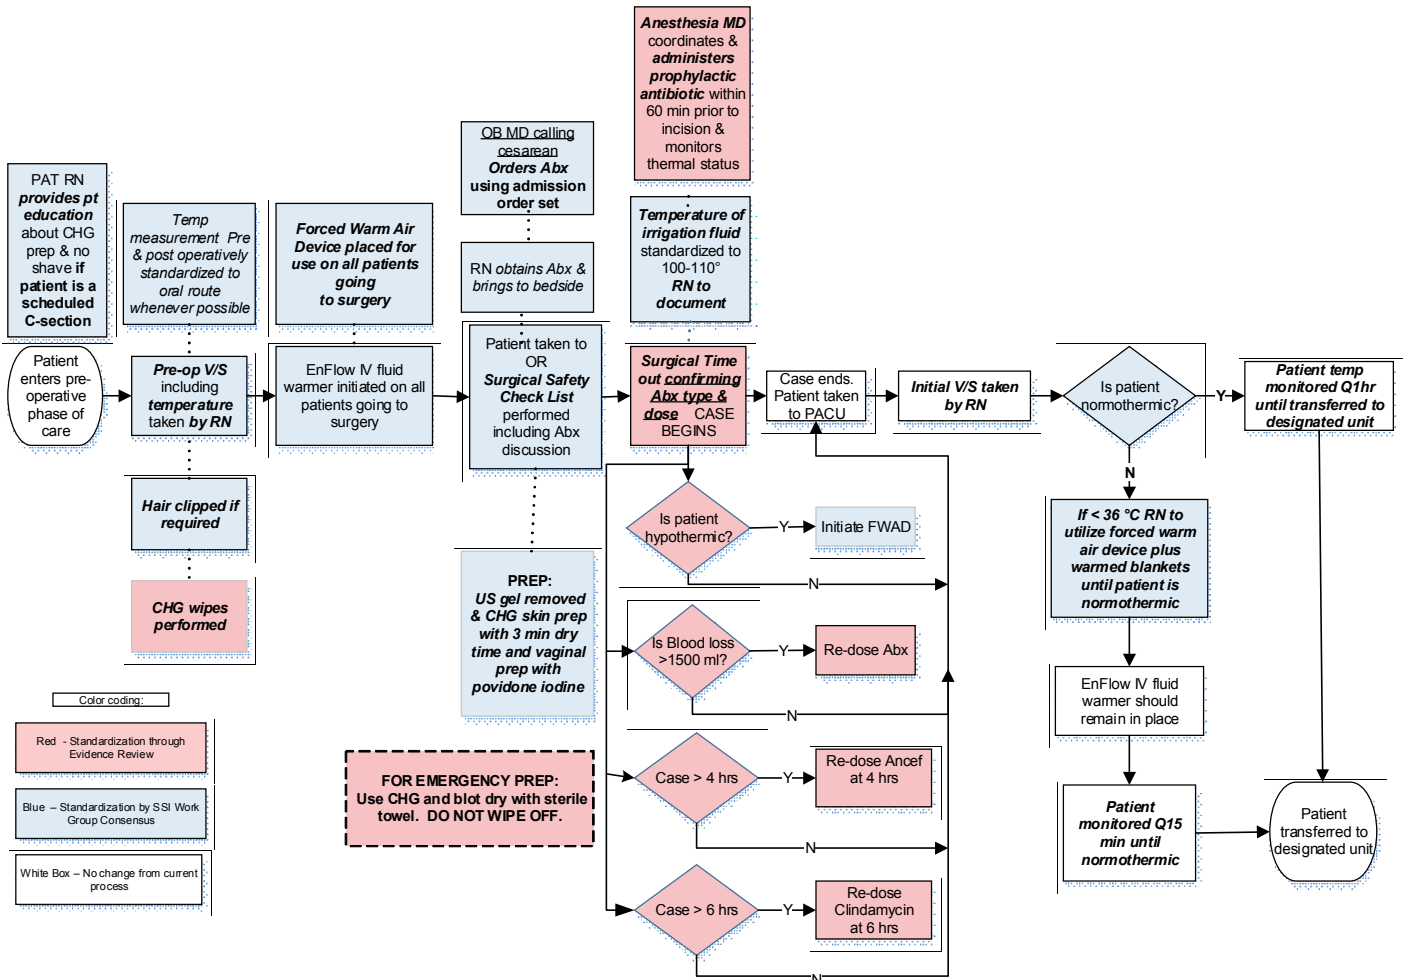 Anesthesia MD
coordinates &
administers
prophylactic
antibiotic within
60 min prior to
incision &
monitors
thermal status
OB MD calling
cesarean
Orders Abx
using admission
order set
PAT RN
provides pt
education
about CHG
prep & no
shave if
patient is a
scheduled
C-section
Temp
measurement Pre
& post operatively
standardized to
oral route
whenever possible
Forced Warm Air
Device placed for
use on all patients
going
to surgery
RN obtains Abx &
brings to bedside
Temperature of
irrigation fluid
standardized to
100-110°
RN to
document
Patient
enters pre-
operative
phase of
care
Pre-op V/S
including
temperature
taken by RN
EnFlow IV fluid
warmer initiated on all
patients going to
surgery
Patient taken to
OR
Surgical Safety
Check List
performed
including Abx
discussion
Surgical Time
out confirming
Abx type &
dose CASE
BEGINS
Case ends.
Patient taken
to PACU
Initial V/S taken
by RN
Is patient
normothermic?
Y
Patient temp
monitored Q1hr
until transferred to
designated unit
N
Hair clipped if
required
CHG wipes
performed
PREP:
US gel removed
& CHG skin prep
with 3 min dry
time and vaginal
prep with
povidone iodine
Is patient
hypothermic?
Y
Initiate FWAD
N
If < 36 °C RN to
utilize forced warm
air device plus
warmed blankets
until patient is
normothermic
Is Blood loss
>1500 ml?
Y
Re-dose Abx
N
EnFlow IV fluid
warmer should
remain in place
Case > 4 hrs
Y
Re-dose Ancef
at 4 hrs
N
Patient
monitored Q15
min until
normothermic
Patient
transferred to
designated unit
Case > 6 hrs
Y
Re-dose
Clindamycin
at 6 hrs
N
FOR EMERGENCY PREP:
Use CHG and blot dry with sterile
towel. DO NOT WIPE OFF.
Color coding:
Red - Standardization through
Evidence Review
Blue – Standardization by SSI Work
Group Consensus
White Box – No change from current
process